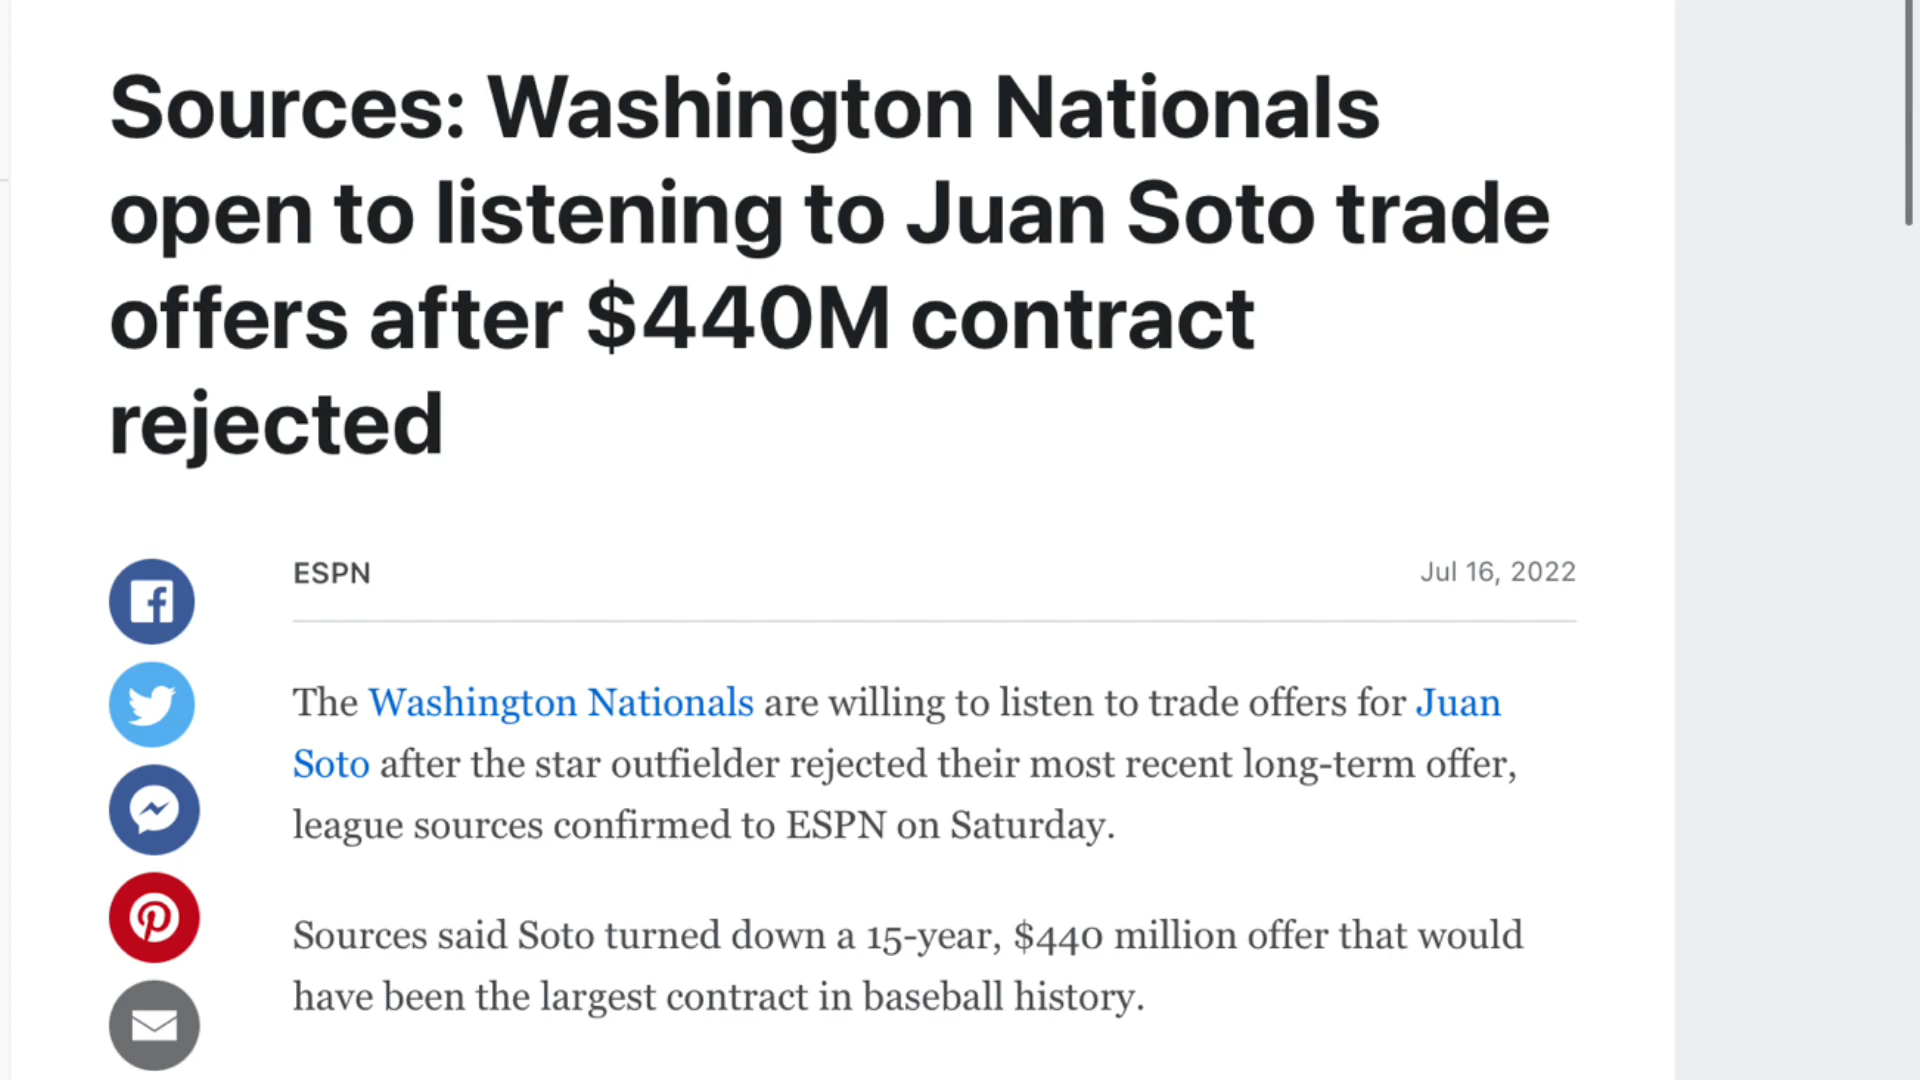 Sources: Washington Nationals
open to listening to Juan Soto trade
offers after $440M contract
rejected
ESPN
Jul 16, 2022
The Washington Nationals are willing to listen to trade offers for Juan
Soto after the star outfielder rejected their most recent long-term offer,
league sources confirmed to ESPN on Saturday.
Sources said Soto turned down a 15-year, $440 million offer that would
have been the largest contract in baseball history.